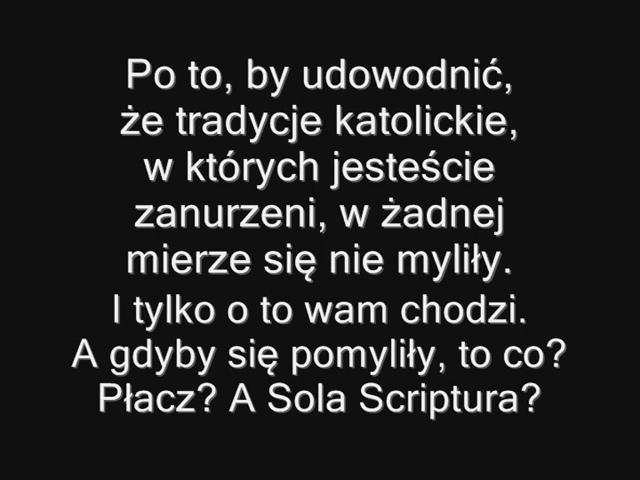 Po to, by udowodnić,
że tradycje katolickie,
w których jesteście
zanurzeni, w żadnej
mierze się nie myliły.
I tylko o to wam chodzi.
A gdyby się pomyliły, to co?
Płacz? A Sola Scriptura?